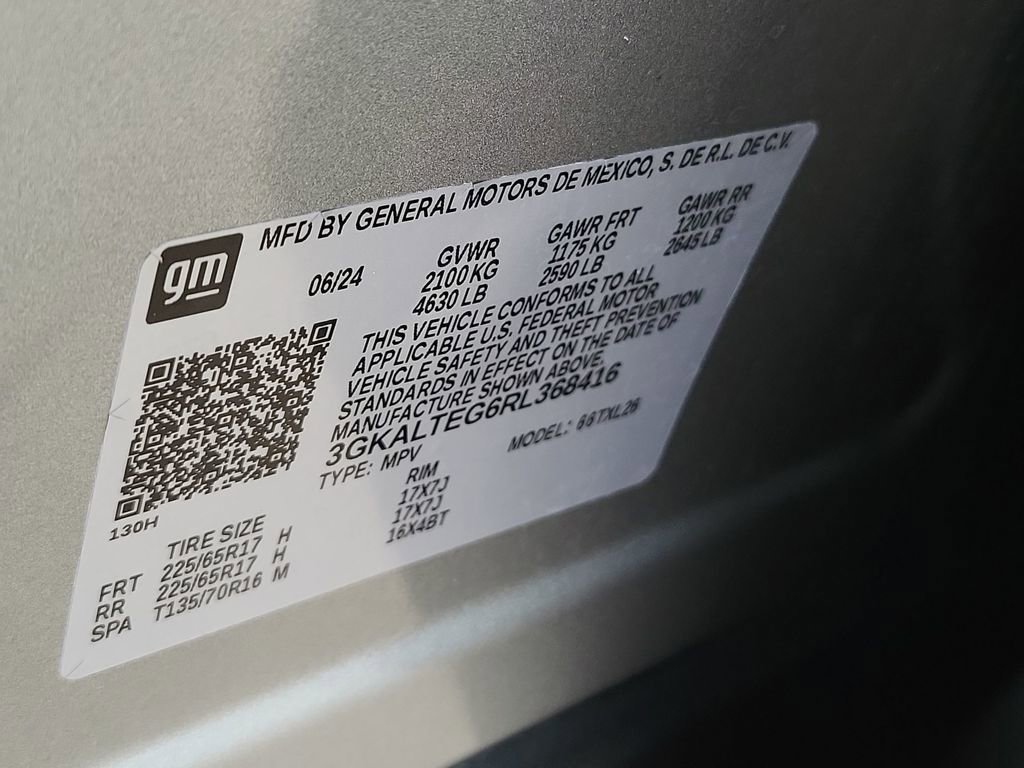 gm
MFD BY GENERAL MOTORS DE MEXICO, S. DE R.L. DE C.V.
06/24 GVWR GAWR FRT GAWR RR
2100 KG 1175 KG 1200 KG
4630 LB 2590 LB 2645 LB
THIS VEHICLE CONFORMS TO ALL
APPLICABLE U.S. FEDERAL MOTOR
VEHICLE SAFETY AND THEFT PREVENTION
STANDARDS IN EFFECT ON THE DATE OF
MANUFACTURE SHOWN ABOVE.
3GKALTEG6RL368416
TYPE: MPV MODEL: 66TXL26
130H
TIRE SIZE RIM
FRT 225/65R17 H 17X7J
RR 225/65R17 H 17X7J
SPA T135/70R16 M 16X4BT